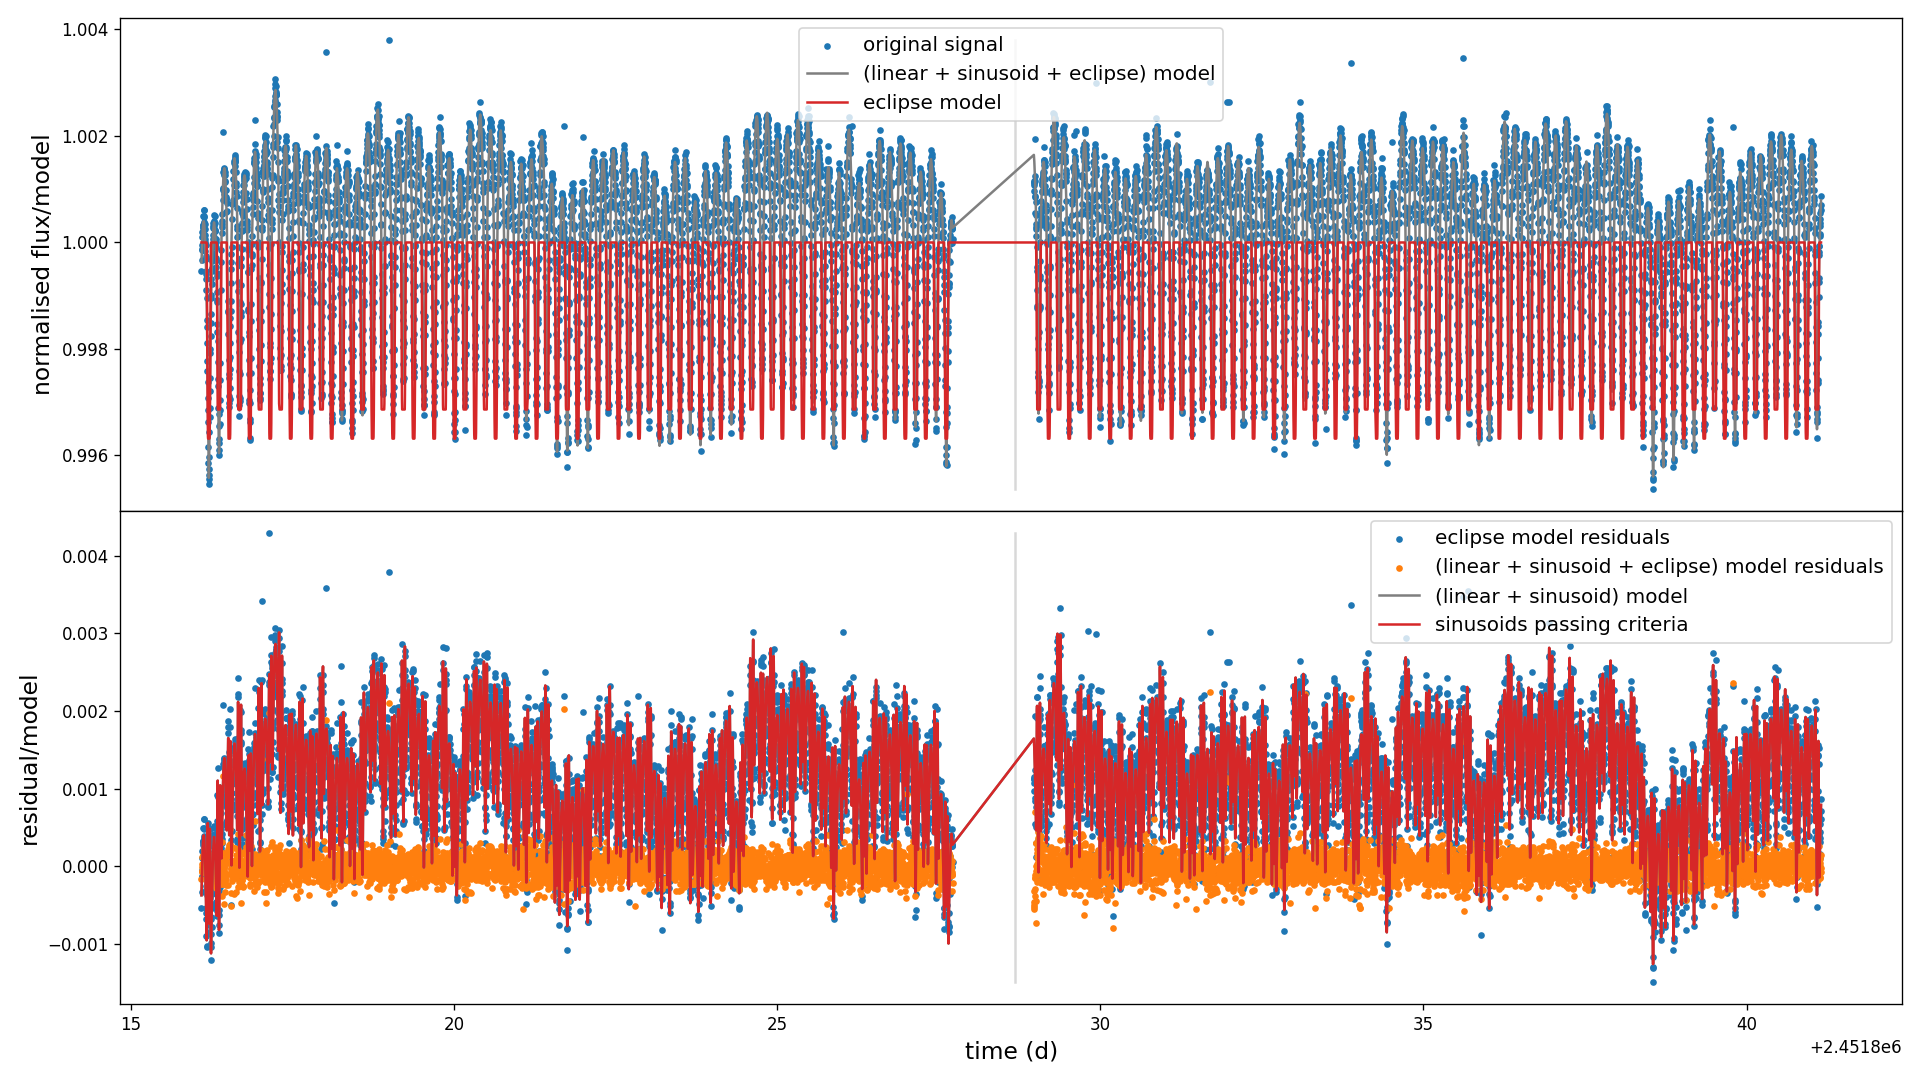 1.004
1.002
1.000
0.998
0.996
normalised flux/model
original signal
(linear + sinusoid + eclipse) model
eclipse model
0.004
0.003
0.002
0.001
0.000
−0.001
residual/model
eclipse model residuals
(linear + sinusoid + eclipse) model residuals
(linear + sinusoid) model
sinusoids passing criteria
15
20
25
30
35
40
time (d)
+2.4518e6